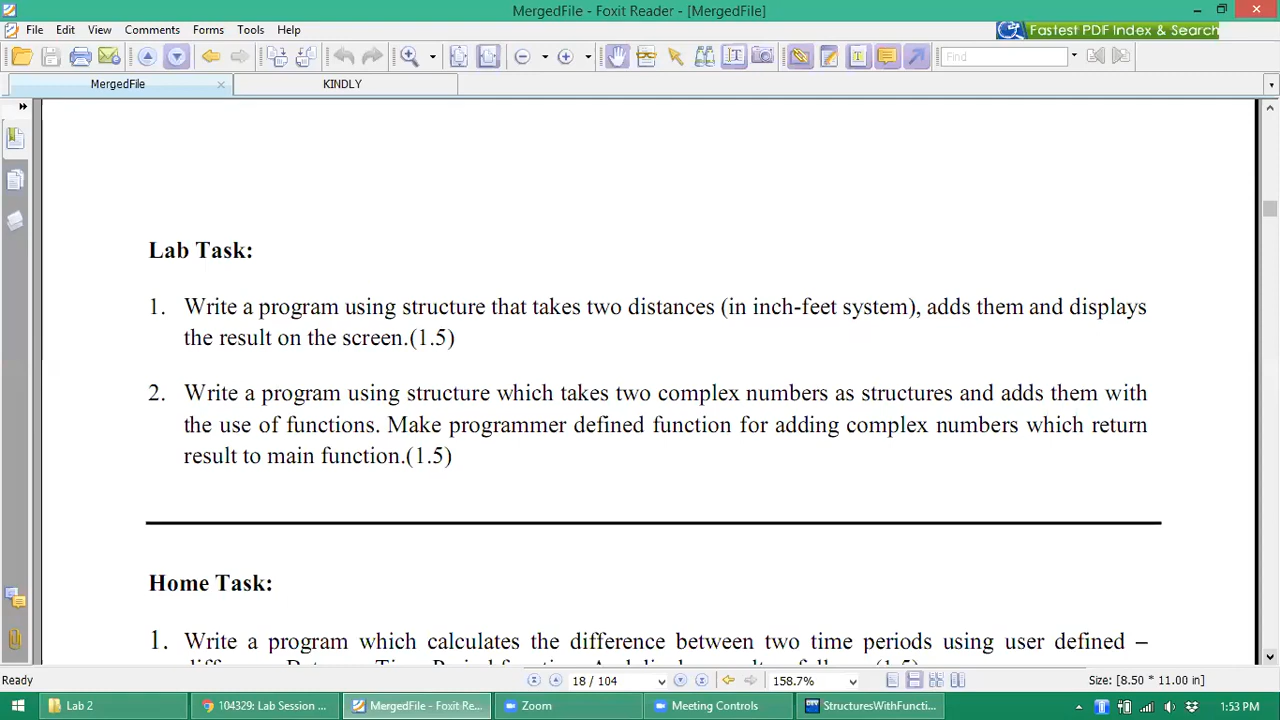 MergedFile - Foxit Reader - [MergedFile]
File Edit View Comments Forms Tools Help
Fastest PDF Index & Search
Find
MergedFile
KINDLY
Lab Task:
1. Write a program using structure that takes two distances (in inch-feet system), adds them and displays
the result on the screen.(1.5)
2. Write a program using structure which takes two complex numbers as structures and adds them with
the use of functions. Make programmer defined function for adding complex numbers which return
result to main function.(1.5)
Home Task:
1. Write a program which calculates the difference between two time periods using user defined –
Ready
18 / 104
158.7%
Size: [8.50 * 11.00 in]
Lab 2
104329: Lab Session ...
MergedFile - Foxit Re...
Zoom
Meeting Controls
StructuresWithFuncti...
1:53 PM